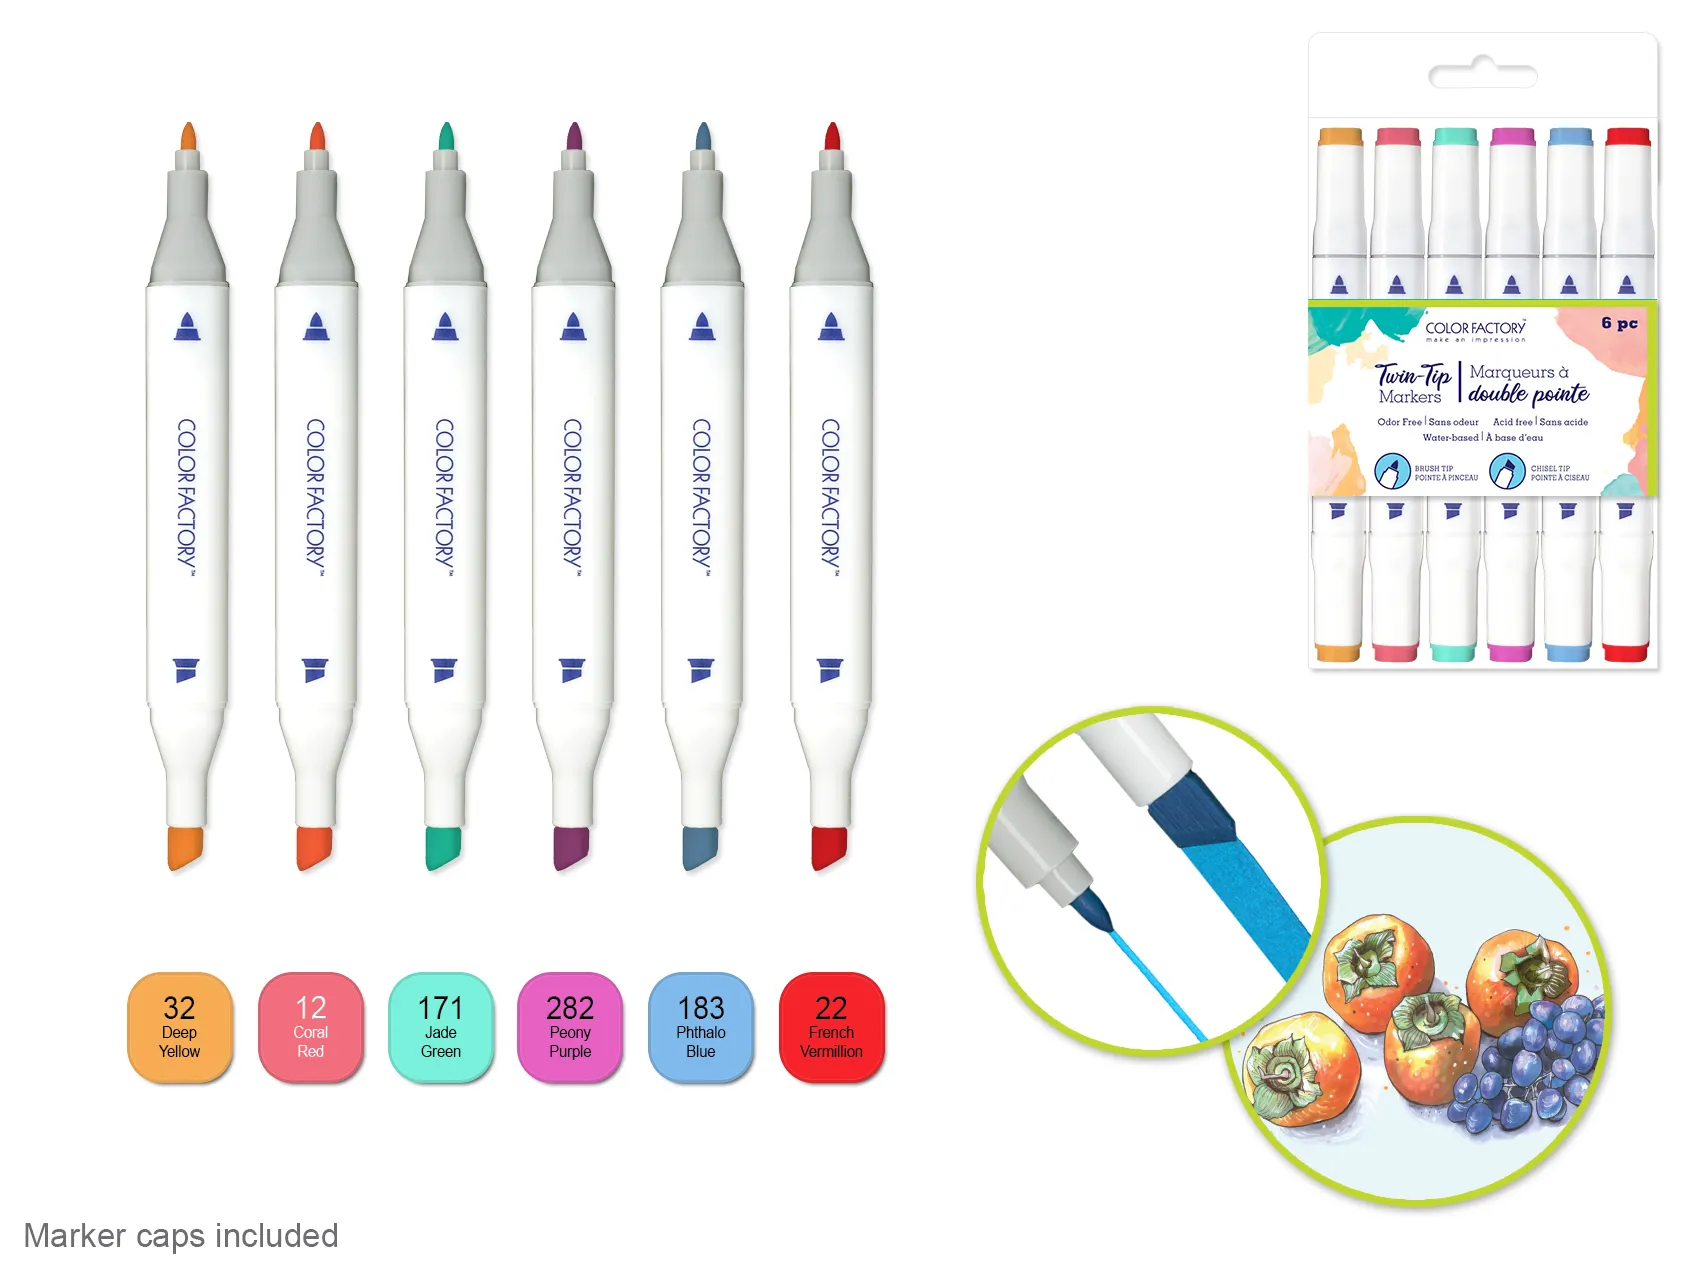 COLOR FACTORY™
COLOR FACTORY™
COLOR FACTORY™
COLOR FACTORY™
COLOR FACTORY™
COLOR FACTORY™
32
Deep
Yellow
12
Coral
Red
171
Jade
Green
282
Peony
Purple
183
Phthalo
Blue
22
French
Vermillion
COLOR FACTORY™
make an impression
6 pc
Twin-Tip
Markers
Marqueurs à
double pointe
Odor Free | Sans odeur Acid free | Sans acide
Water-based | À base d'eau
BRUSH TIP
POINTE À PINCEAU
CHISEL TIP
POINTE À CISEAU
Marker caps included